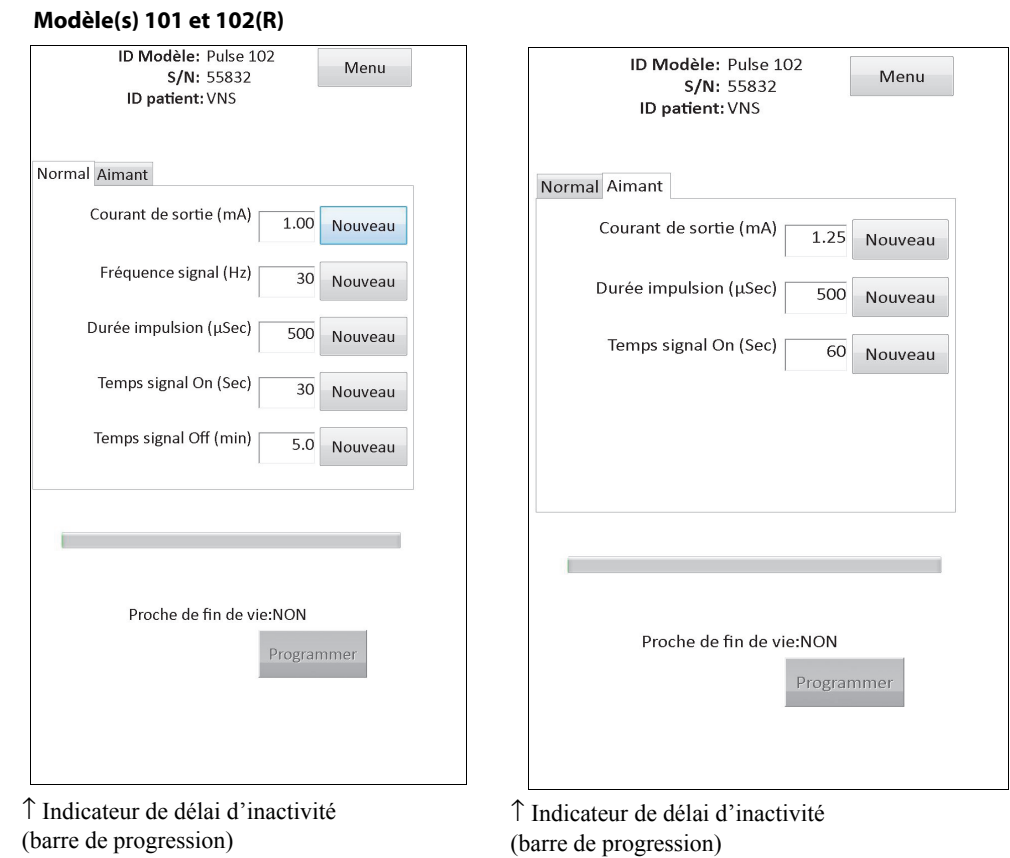 Modèle(s) 101 et 102(R)
ID Modèle: Pulse 102
S/N: 55832
ID patient: VNS
Menu
Normal
Aimant
Courant de sortie (mA)
1.00
Nouveau
Fréquence signal (Hz)
30
Nouveau
Durée impulsion (µSec)
500
Nouveau
Temps signal On (Sec)
30
Nouveau
Temps signal Off (min)
5.0
Nouveau
Proche de fin de vie:NON
Programmer
↑ Indicateur de délai d’inactivité
(barre de progression)
ID Modèle: Pulse 102
S/N: 55832
ID patient: VNS
Menu
Normal
Aimant
Courant de sortie (mA)
1.25
Nouveau
Durée impulsion (µSec)
500
Nouveau
Temps signal On (Sec)
60
Nouveau
Proche de fin de vie:NON
Programmer
↑ Indicateur de délai d’inactivité
(barre de progression)